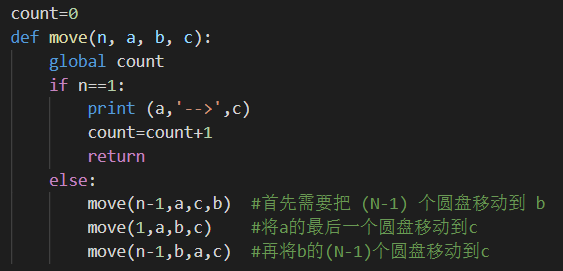 count=0
def move(n, a, b, c):
    global count
    if n==1:
        print (a,'-->',c)
        count=count+1
        return
    else:
        move(n-1,a,c,b)  #首先需要把 (N-1) 个圆盘移动到 b
        move(1,a,b,c)    #将a的最后一个圆盘移动到c
        move(n-1,b,a,c)  #再将b的(N-1)个圆盘移动到c